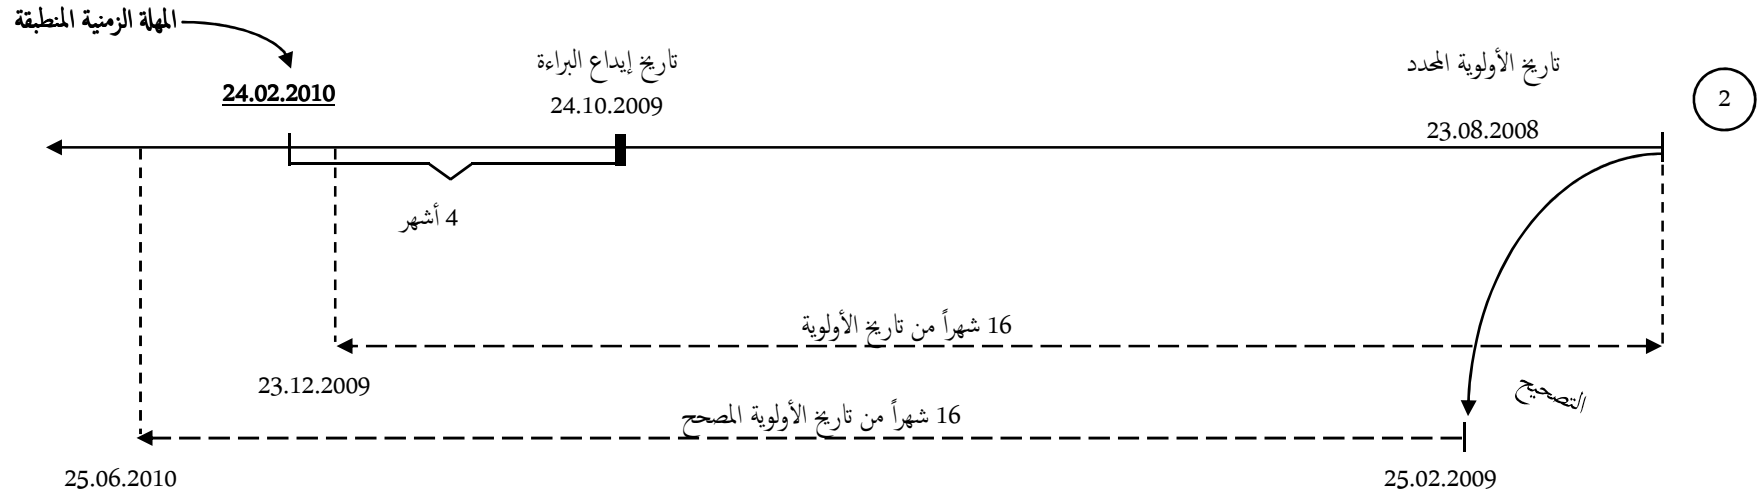 المهلة الزمنية المنطبقة
2
تاريخ الأولوية المحدد
23.08.2008
تاريخ إيداع البراءة
24.10.2009
24.02.2010
4 أشهر
16 شهراً من تاريخ الأولوية
23.12.2009
التصحيح
16 شهراً من تاريخ الأولوية المصحح
25.02.2009
25.06.2010